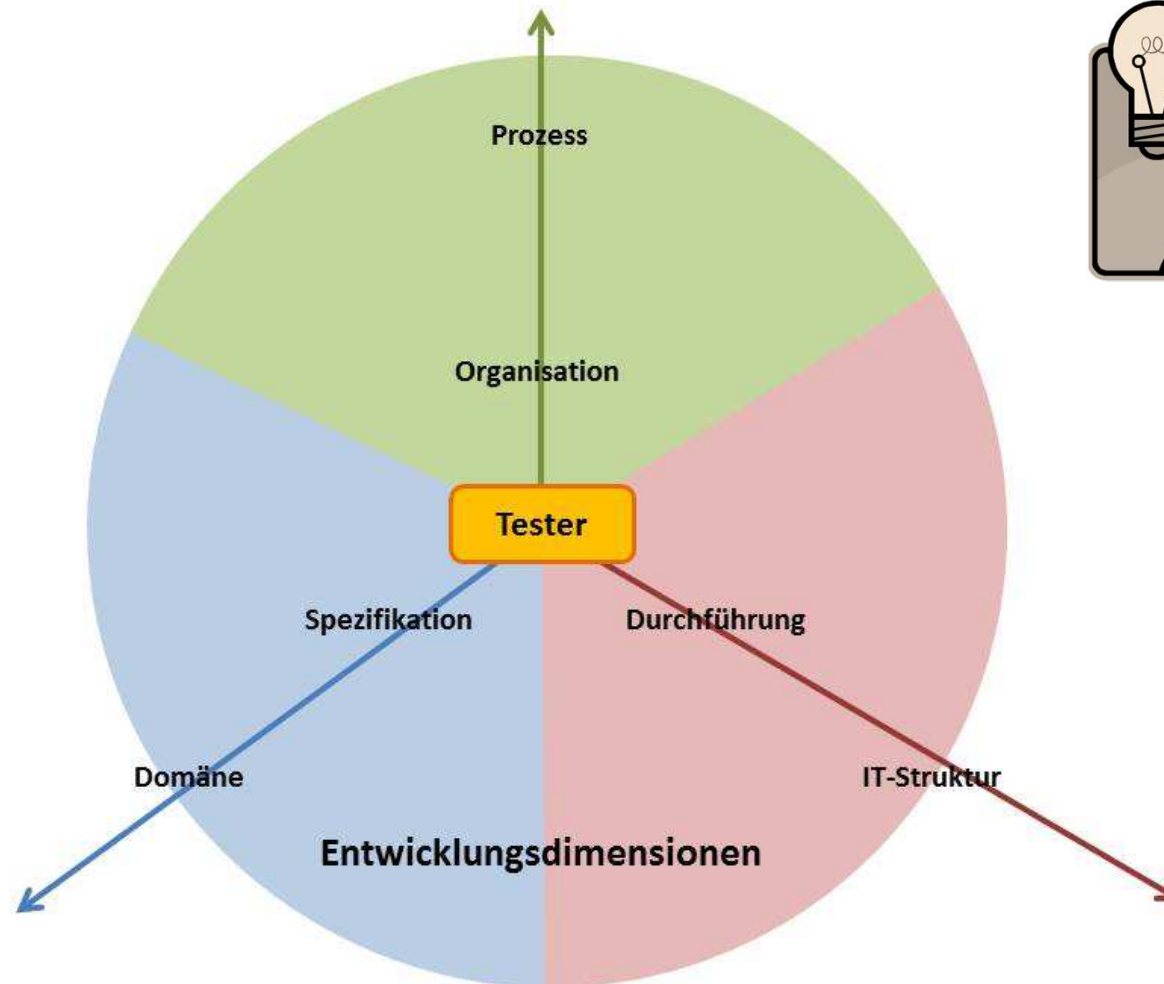 Prozess
Organisation
Tester
Spezifikation
Durchführung
Domäne
IT-Struktur
Entwicklungsdimensionen